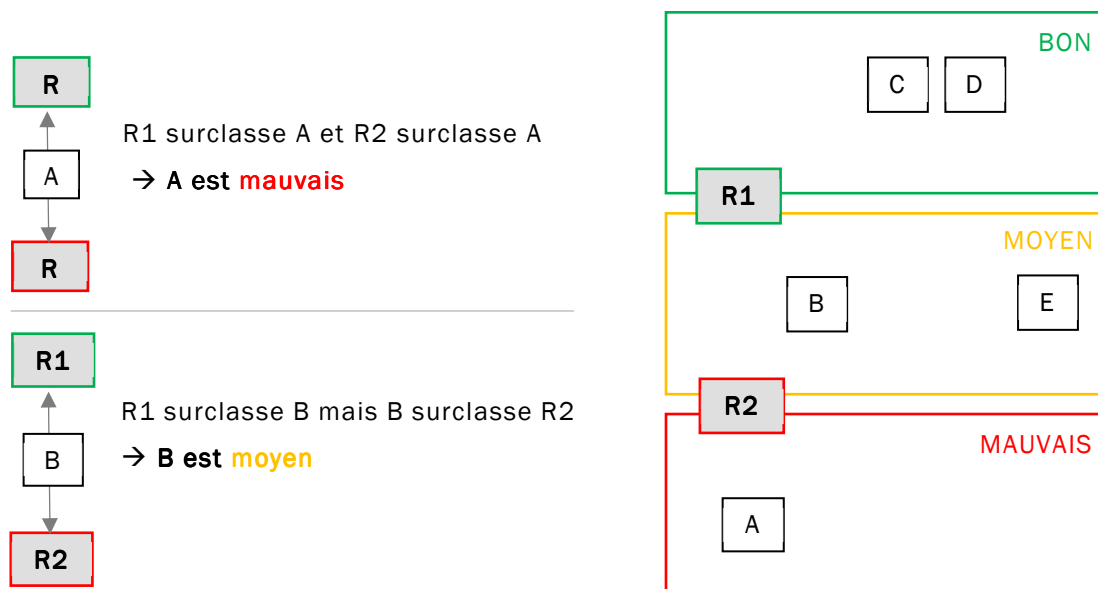 R
A
R
R1 surclasse A et R2 surclasse A
→ A est mauvais
R1
B
R2
R1 surclasse B mais B surclasse R2
→ B est moyen
BON
C D
R1
MOYEN
B E
R2
MAUVAIS
A